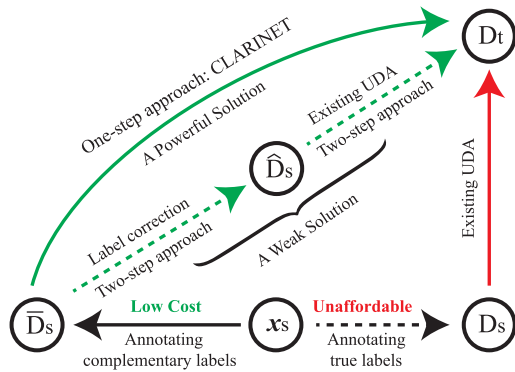 Dt
One-step approach: CLARINET
A Powerful Solution
Existing UDA
Two-step approach
D̂s
Label correction
Two-step approach
A Weak Solution
Existing UDA
D̅s
Low Cost
Annotating
complementary labels
xs
Unaffordable
Annotating
true labels
Ds